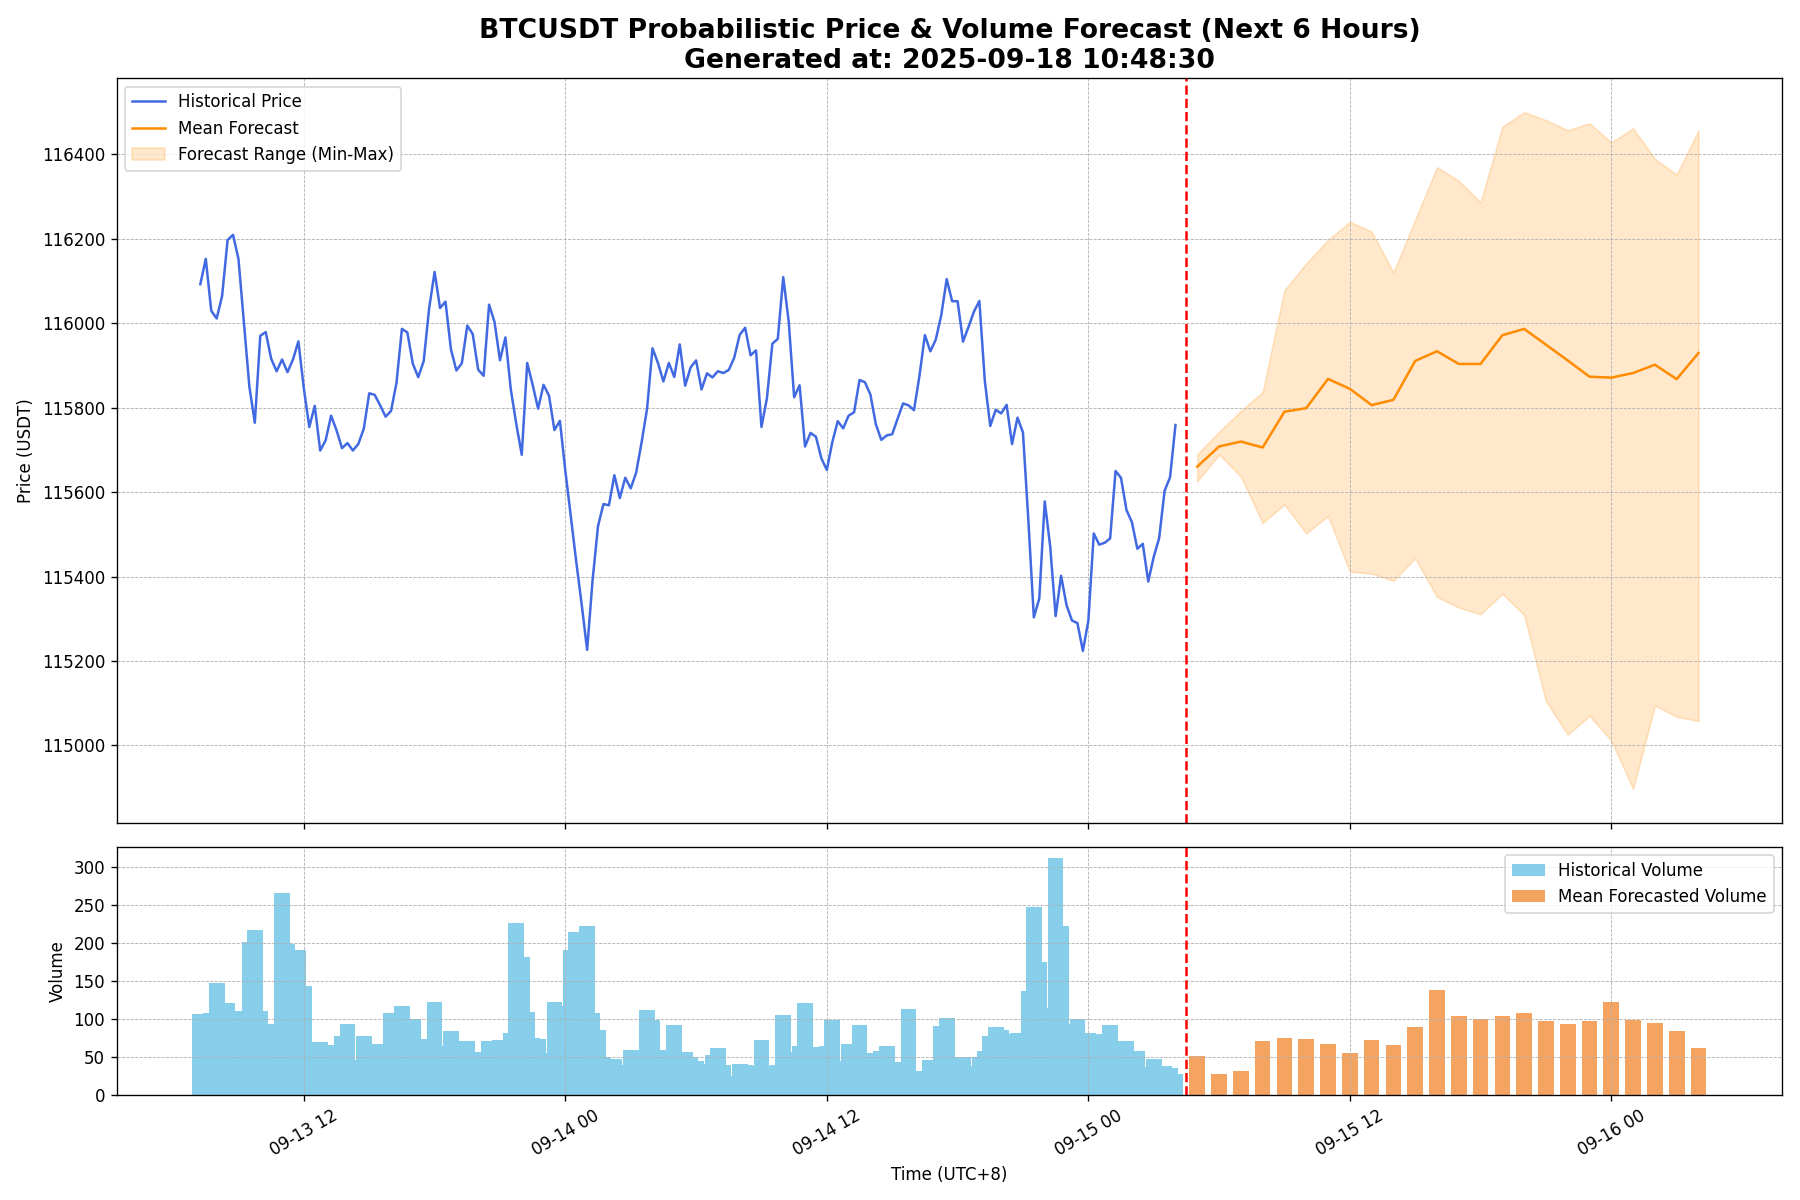 BTCUSDT Probabilistic Price & Volume Forecast (Next 6 Hours)
Generated at: 2025-09-18 10:48:30
Historical Price
Mean Forecast
Forecast Range (Min-Max)
Price (USDT)
116400
116200
116000
115800
115600
115400
115200
115000
Historical Volume
Mean Forecasted Volume
Volume
300
250
200
150
100
50
0
09-13 12
09-14 00
09-14 12
09-15 00
09-15 12
09-16 00
Time (UTC+8)